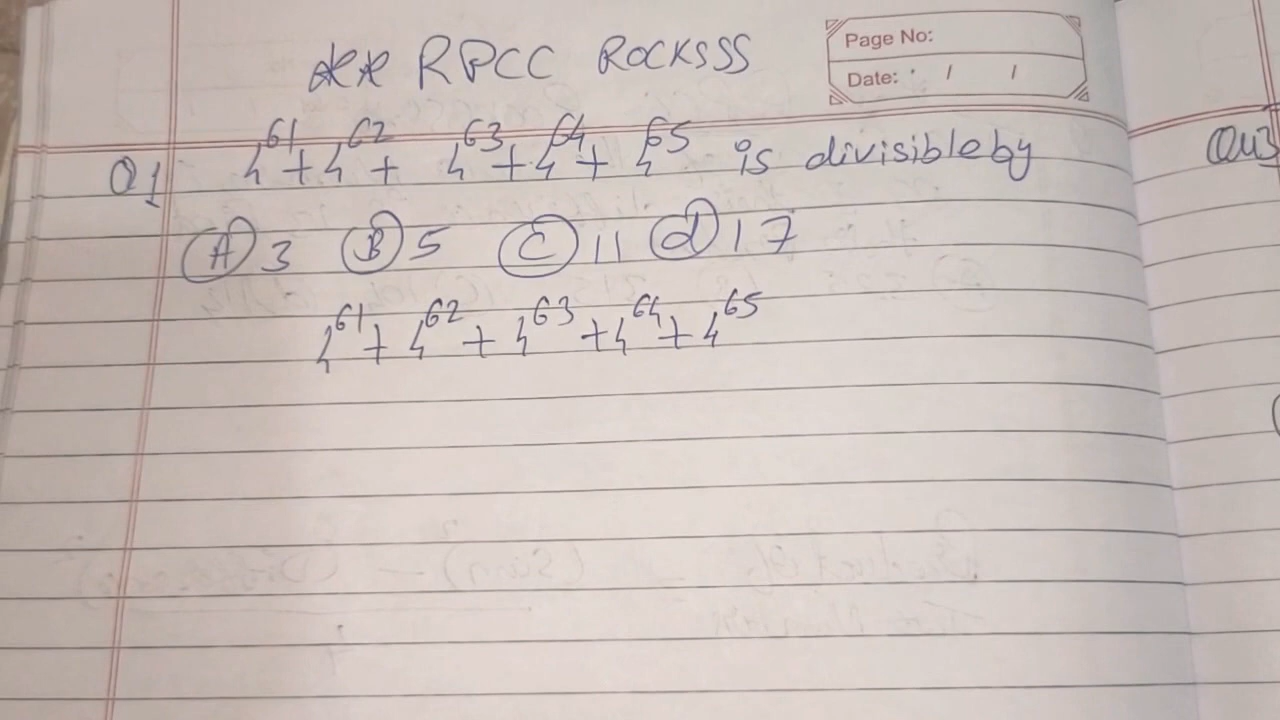 ** RPCC ROCKSSS
Page No:
Date: / /
Q1 4^61 + 4^62 + 4^63 + 4^64 + 4^65 is divisible by
(A) 3 (B) 5 (C) 11 (d) 17
4^61 + 4^62 + 4^63 + 4^64 + 4^65